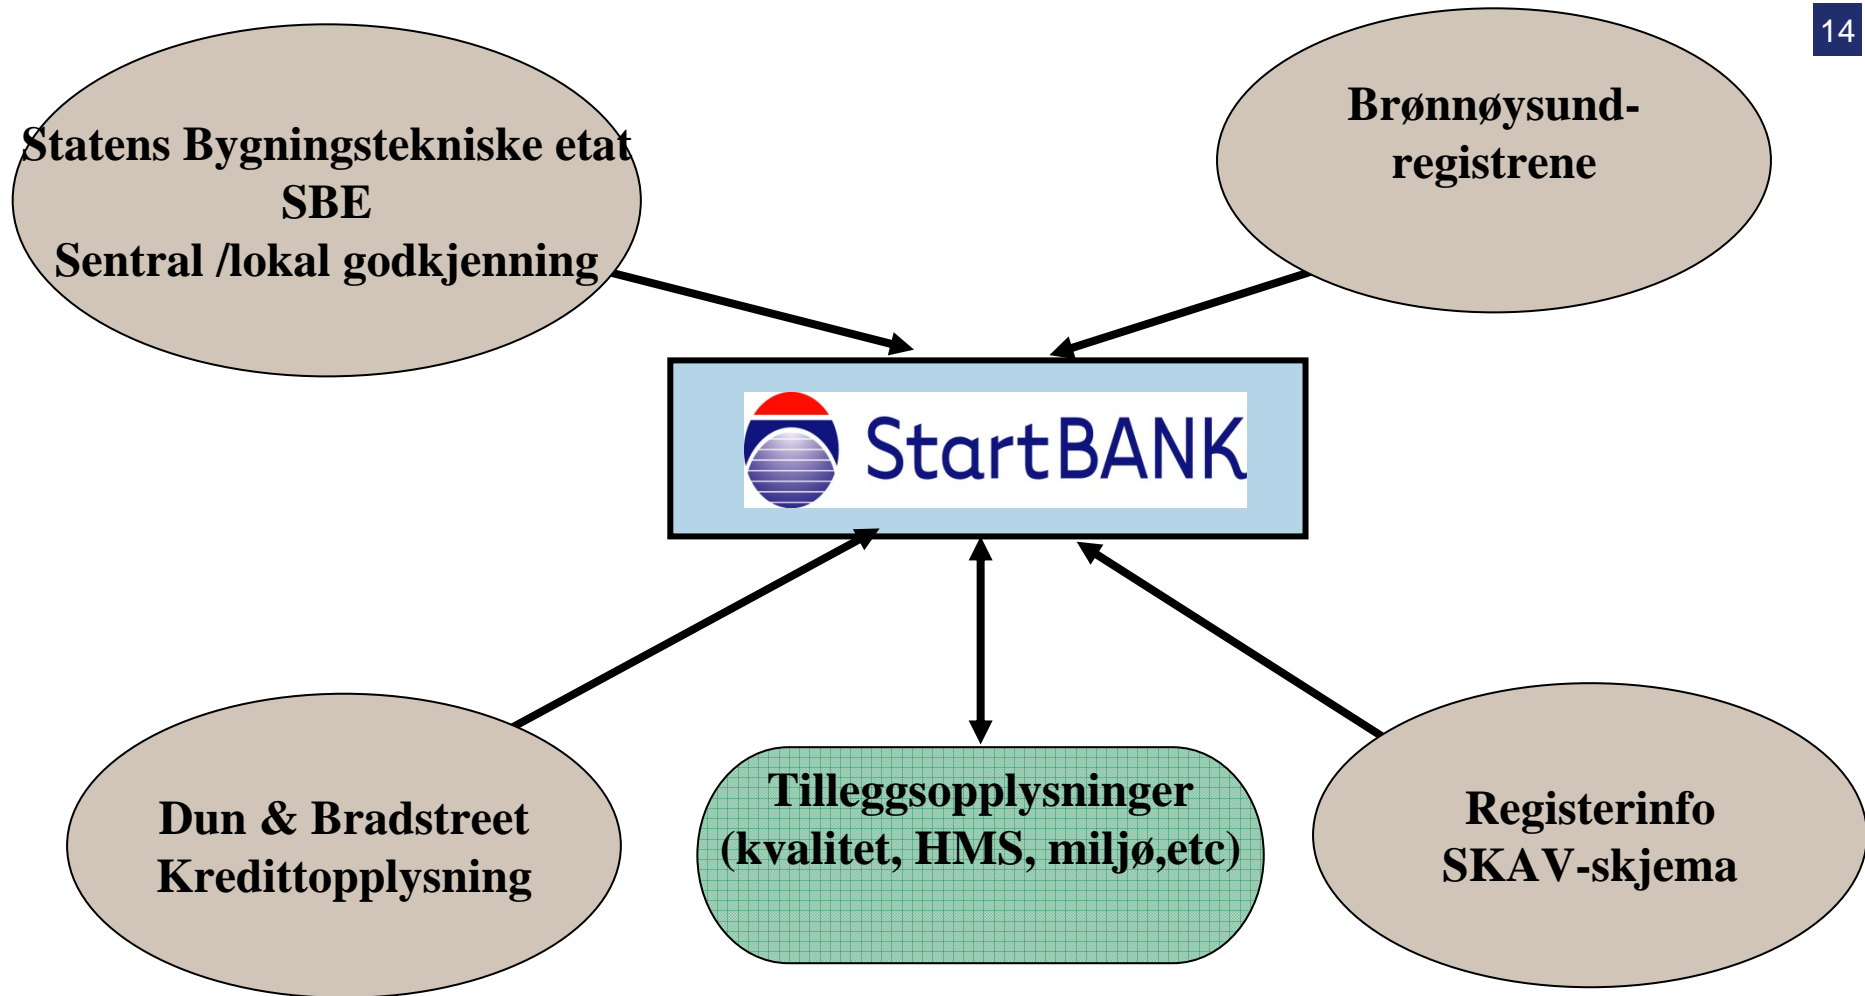 14
Statens Bygningstekniske etat
SBE
Sentral /lokal godkjenning
Brønnøysund-
registrene
StartBANK
Dun & Bradstreet
Kredittopplysning
Tilleggsopplysninger
(kvalitet, HMS, miljø,etc)
Registerinfo
SKAV-skjema